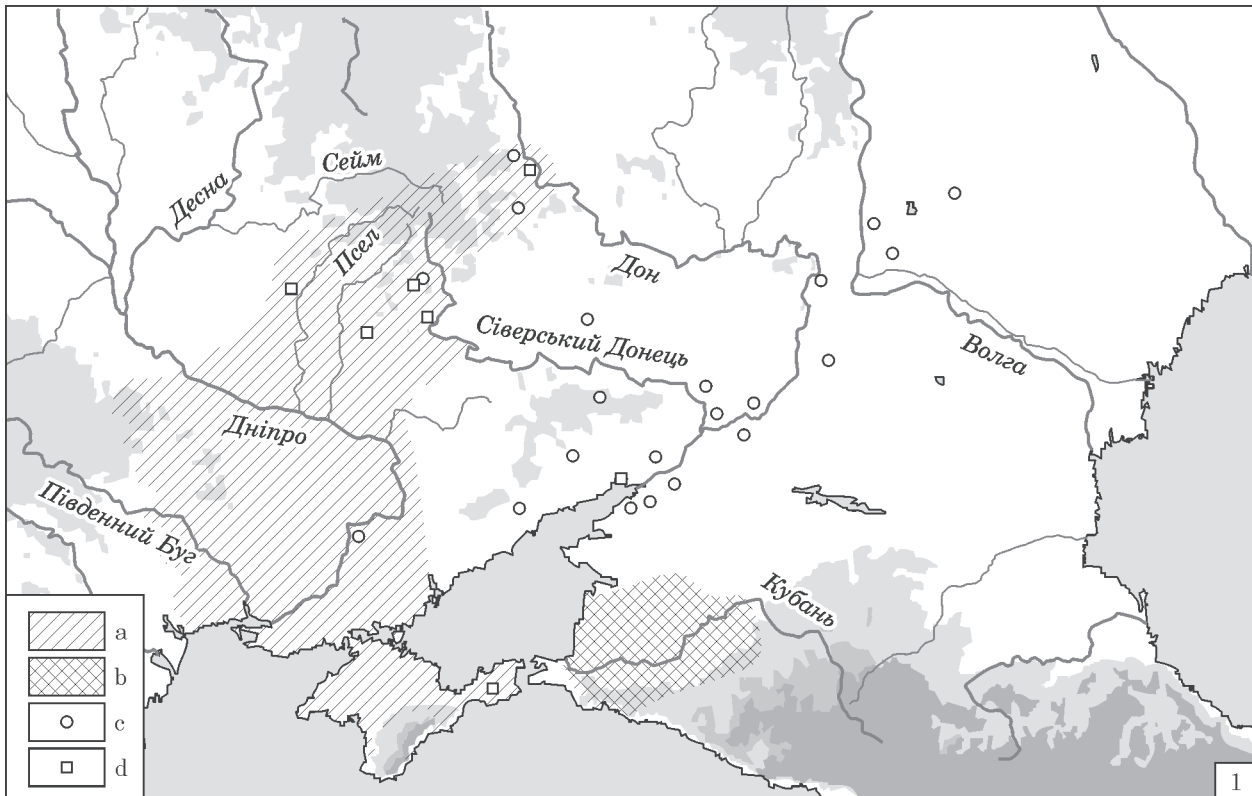 Сейм
Десна
Псел
Дон
Сіверський Донець
Волга
Дніпро
Південний Буг
Кубань
a
b
c
d
1